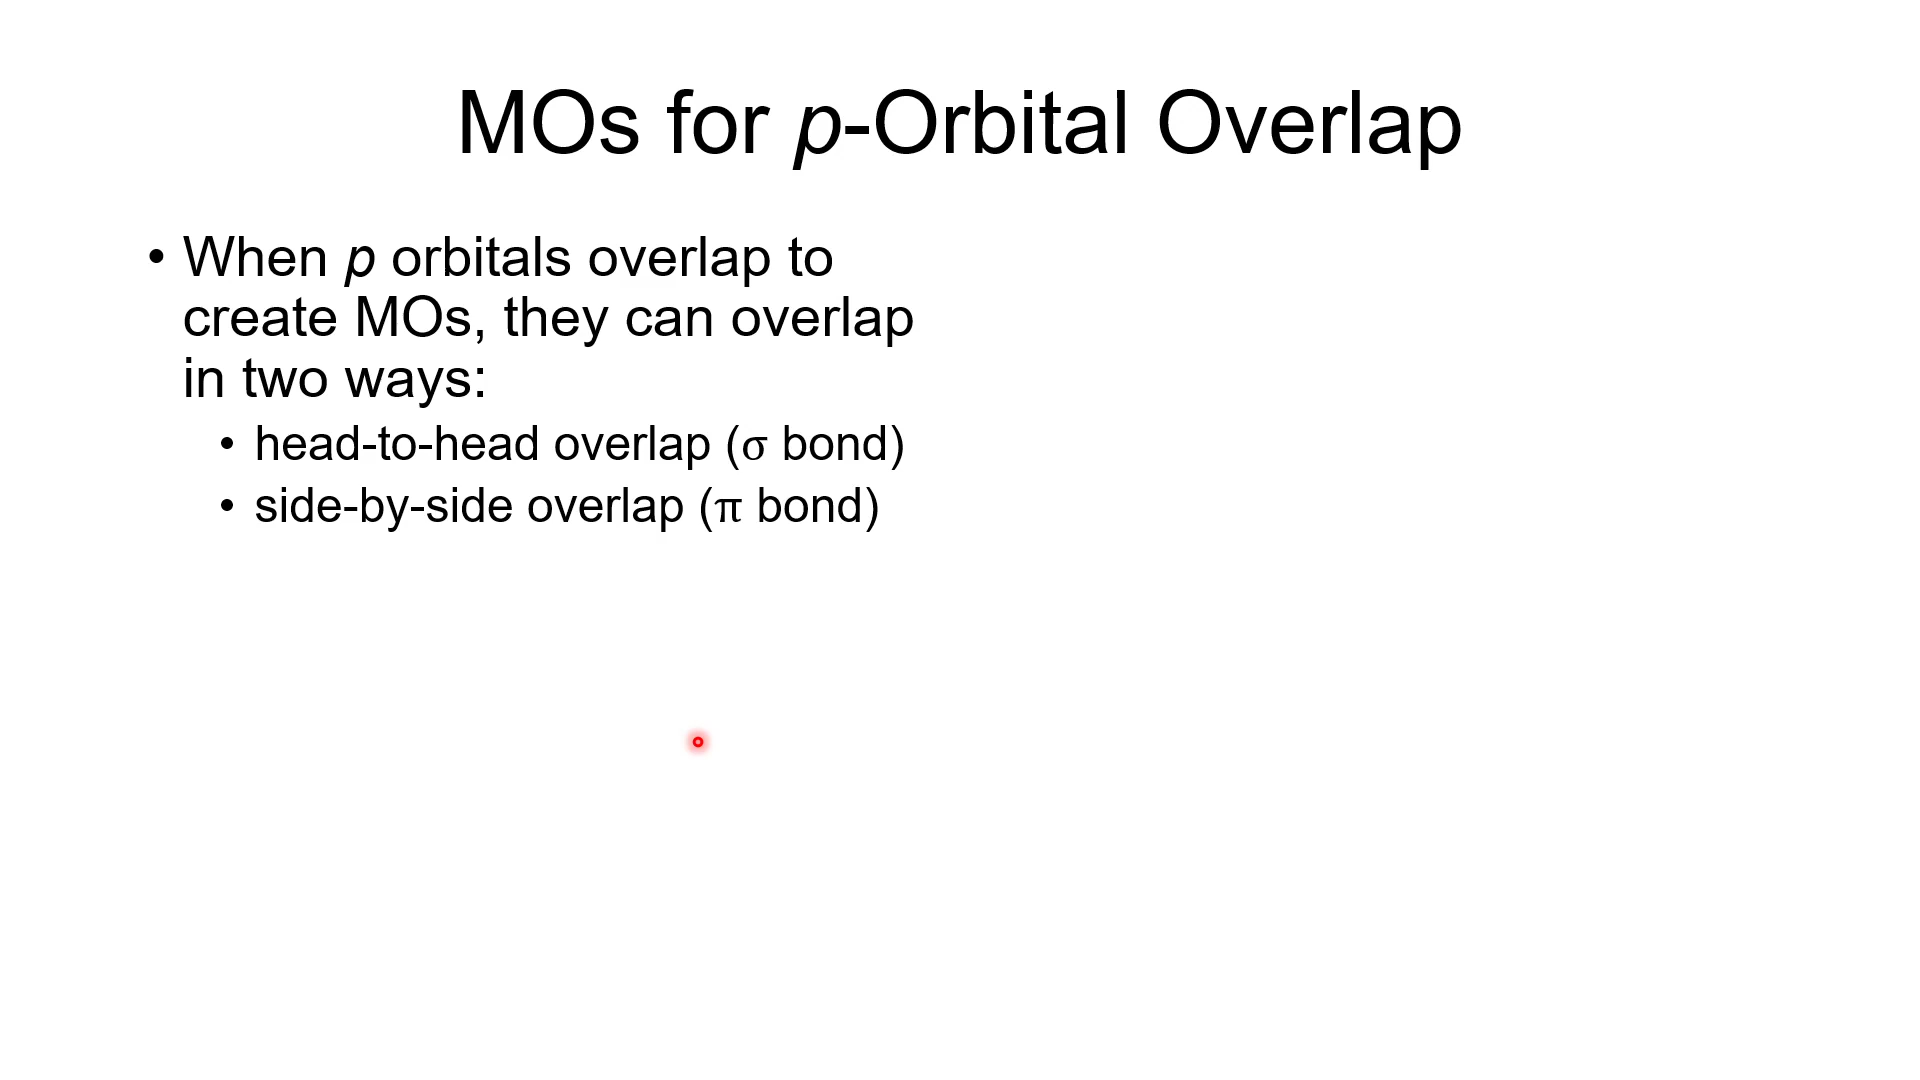 MOs for p-Orbital Overlap
• When p orbitals overlap to
create MOs, they can overlap
in two ways:
• head-to-head overlap (σ bond)
• side-by-side overlap (π bond)